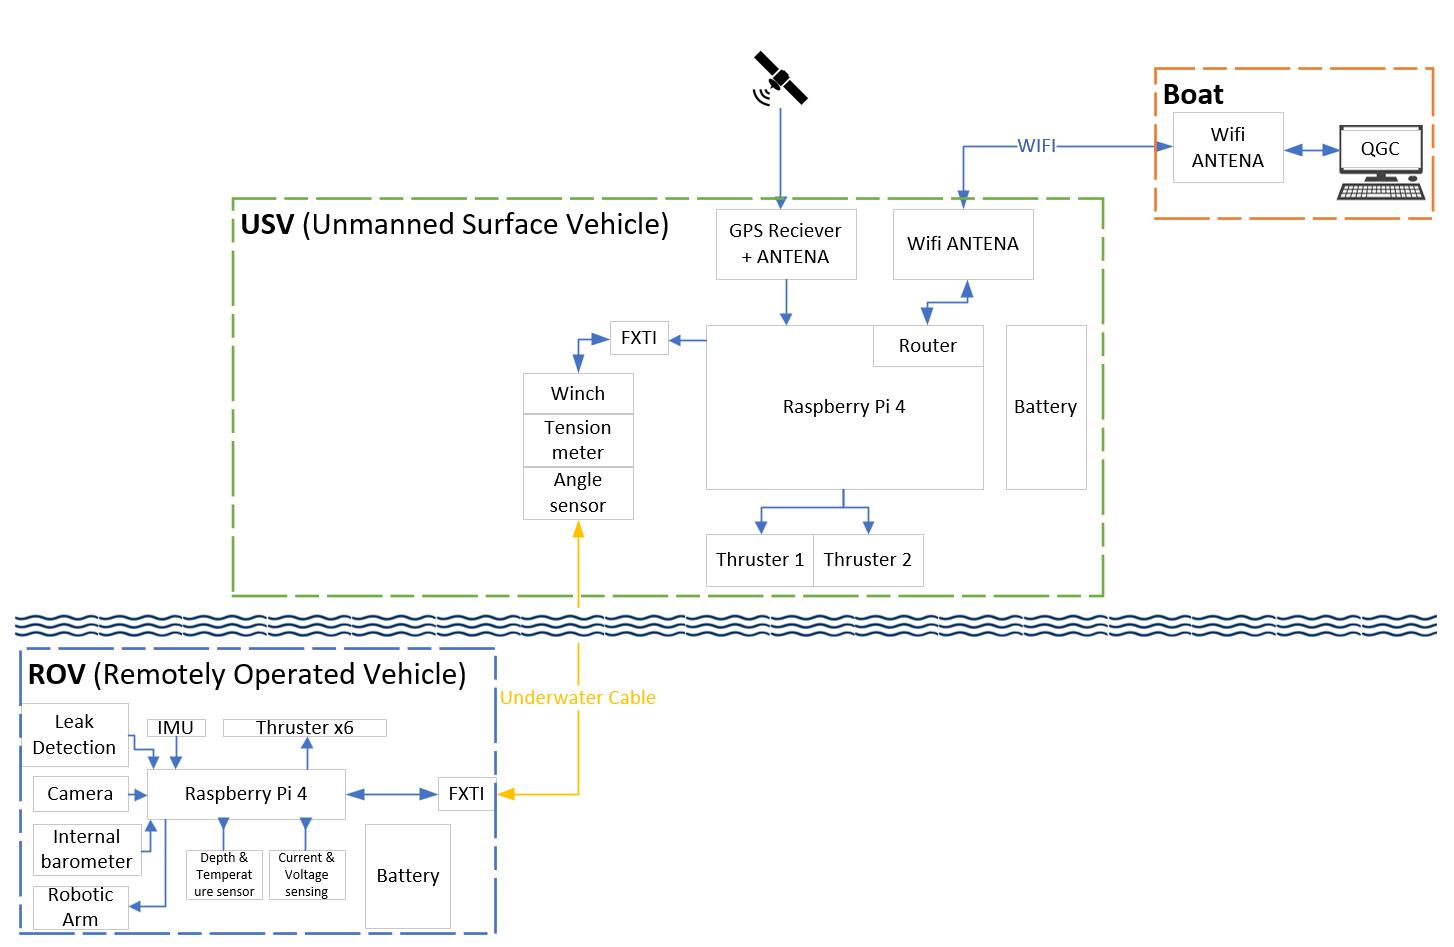 Boat
Wifi
ANTENA
QGC
WIFI
USV (Unmanned Surface Vehicle)
GPS Reciever
+ ANTENA
Wifi ANTENA
FXTI
Router
Raspberry Pi 4
Battery
Winch
Tension
meter
Angle
sensor
Thruster 1
Thruster 2
Underwater Cable
ROV (Remotely Operated Vehicle)
Leak
Detection
IMU
Thruster x6
Camera
Raspberry Pi 4
FXTI
Internal
barometer
Depth &
Temperat
ure sensor
Current &
Voltage
sensing
Battery
Robotic
Arm